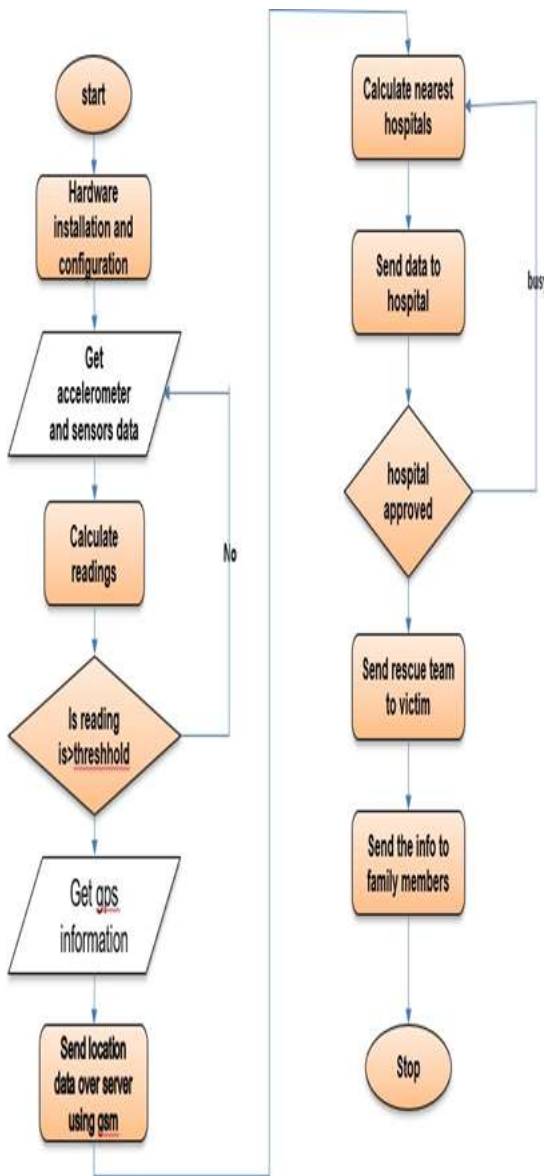 start
Hardware
installation and
configuration
Get
accelerometer
and sensors data
Calculate
readings
No
Is reading
is>threshhold
Get gps
information
Send location
data over server
using gsm
Calculate nearest
hospitals
Send data to
hospital
busy
hospital
approved
Send rescue team
to victim
Send the info to
family members
Stop